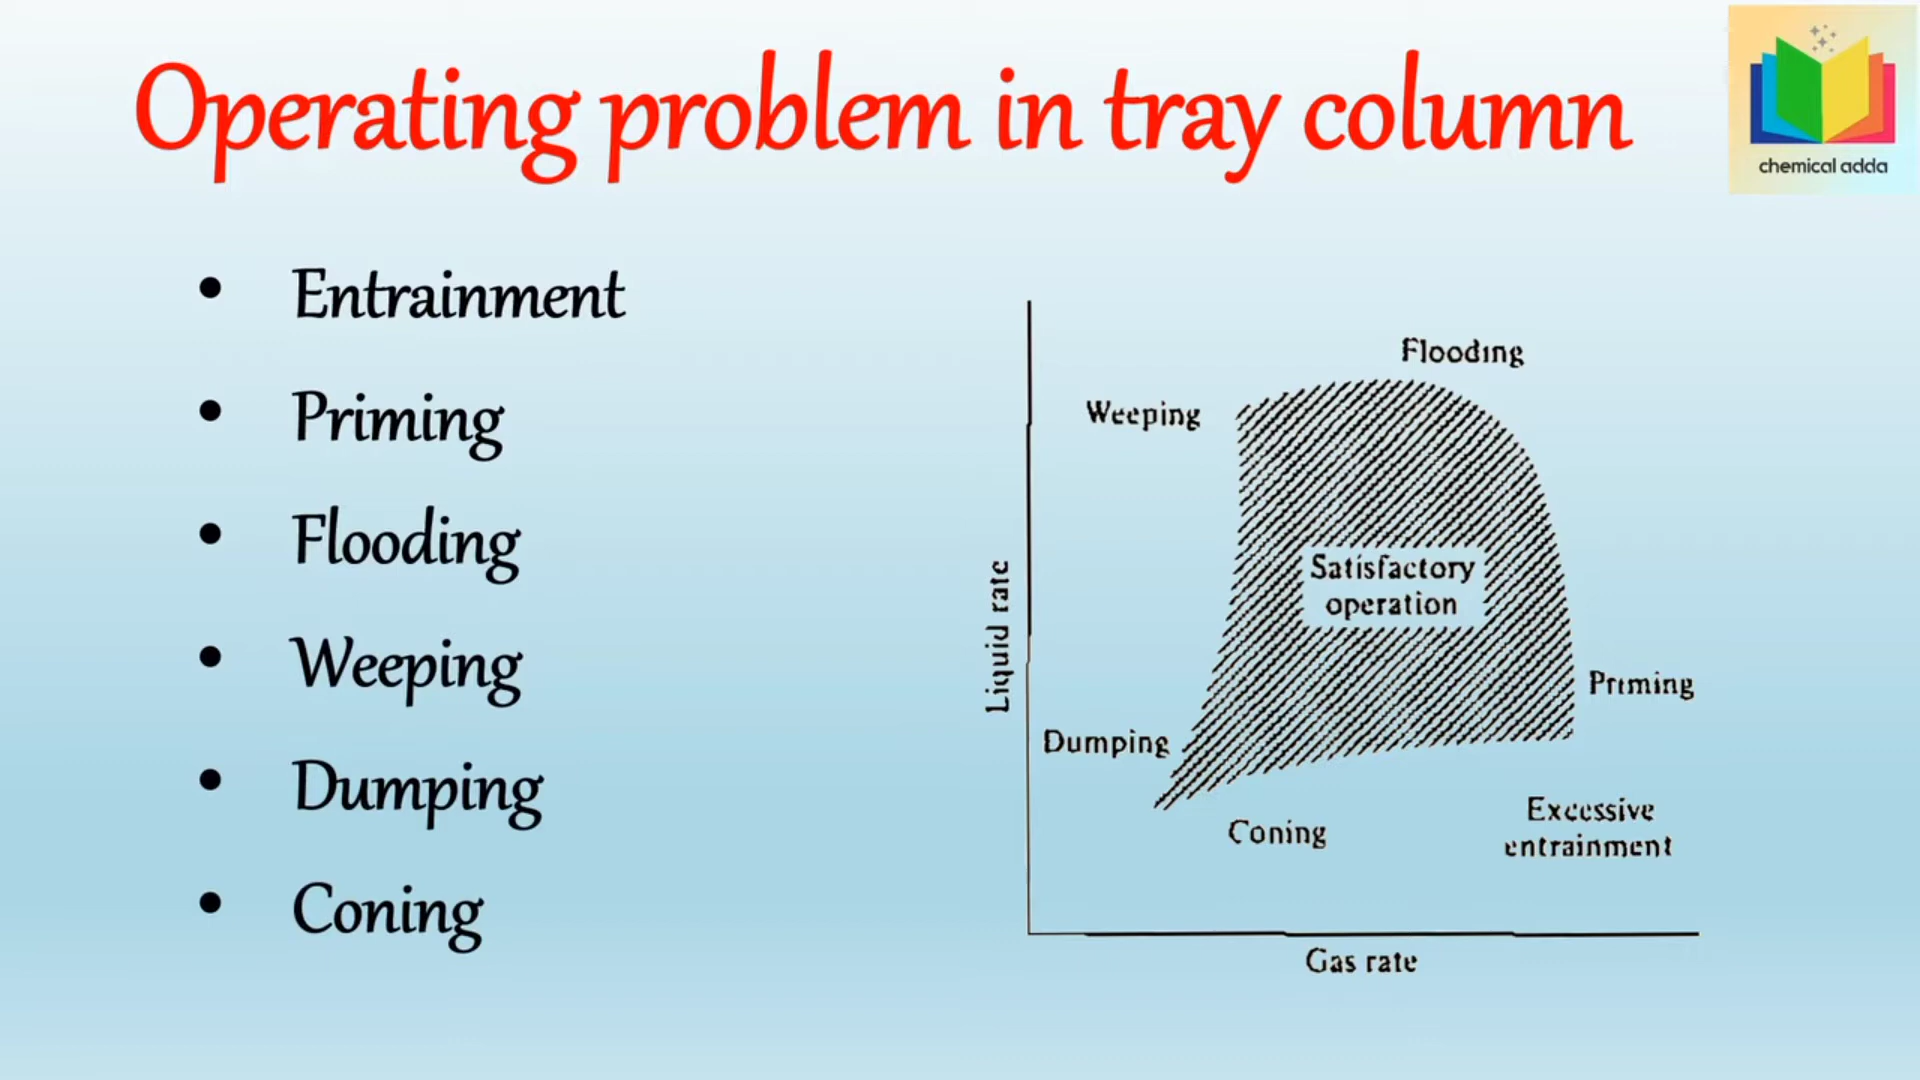 Operating problem in tray column
chemical adda
• Entrainment
• Priming
• Flooding
• Weeping
• Dumping
• Coning
Flooding
Weeping
Satisfactory
operation
Liquid rate
Priming
Dumping
Coning
Excessive
entrainment
Gas rate